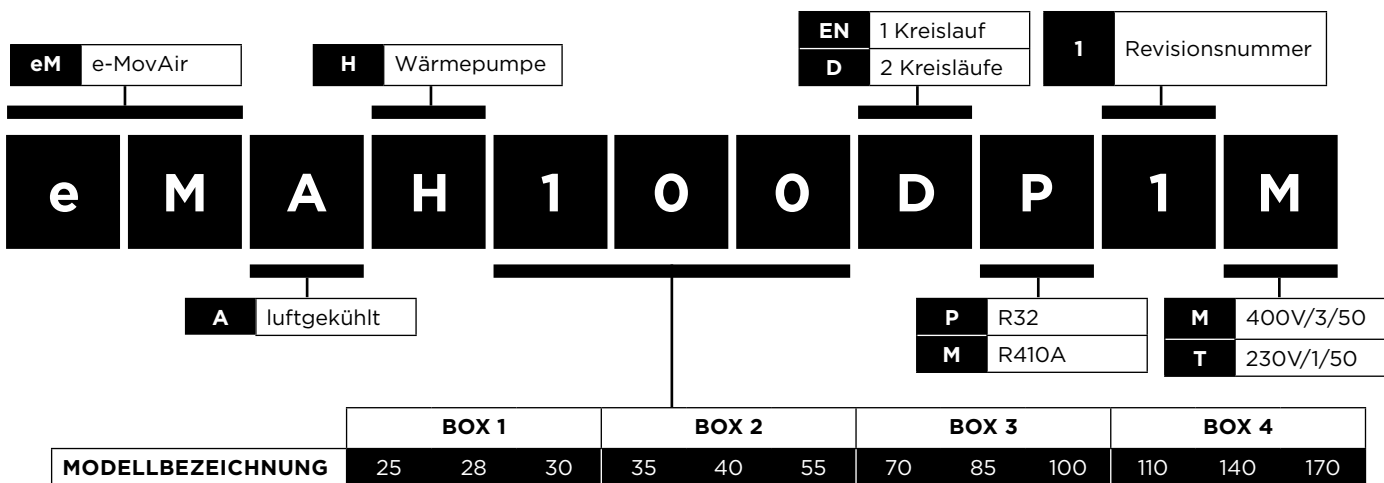 EN 1 Kreislauf
D 2 Kreisläufe
1 Revisionsnummer
eM e-MovAir
H Wärmepumpe
e M A H 1 0 0 D P 1 M
A luftgekühlt
P R32
M R410A
M 400V/3/50
T 230V/1/50
BOX 1 BOX 2 BOX 3 BOX 4
MODELLBEZEICHNUNG 25 28 30 35 40 55 70 85 100 110 140 170